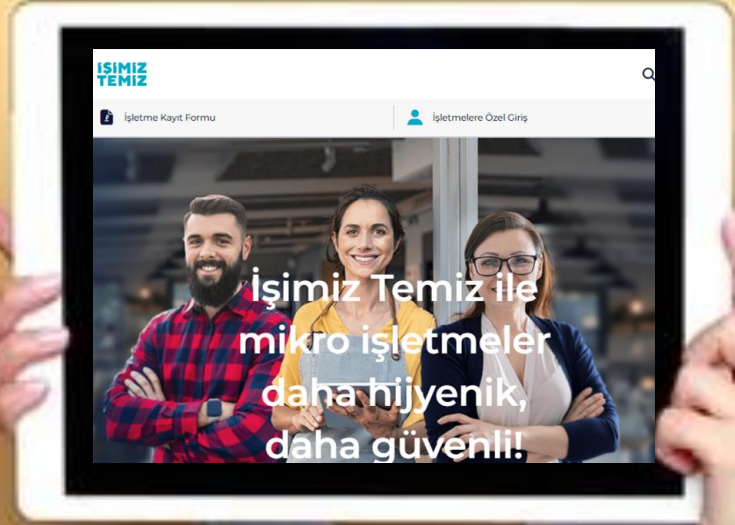 İŞİMİZ
TEMİZ
İşletme Kayıt Formu
İşletmelere Özel Giriş
İşimiz Temiz ile
mikro işletmeler
daha hijyenik,
daha güvenli!